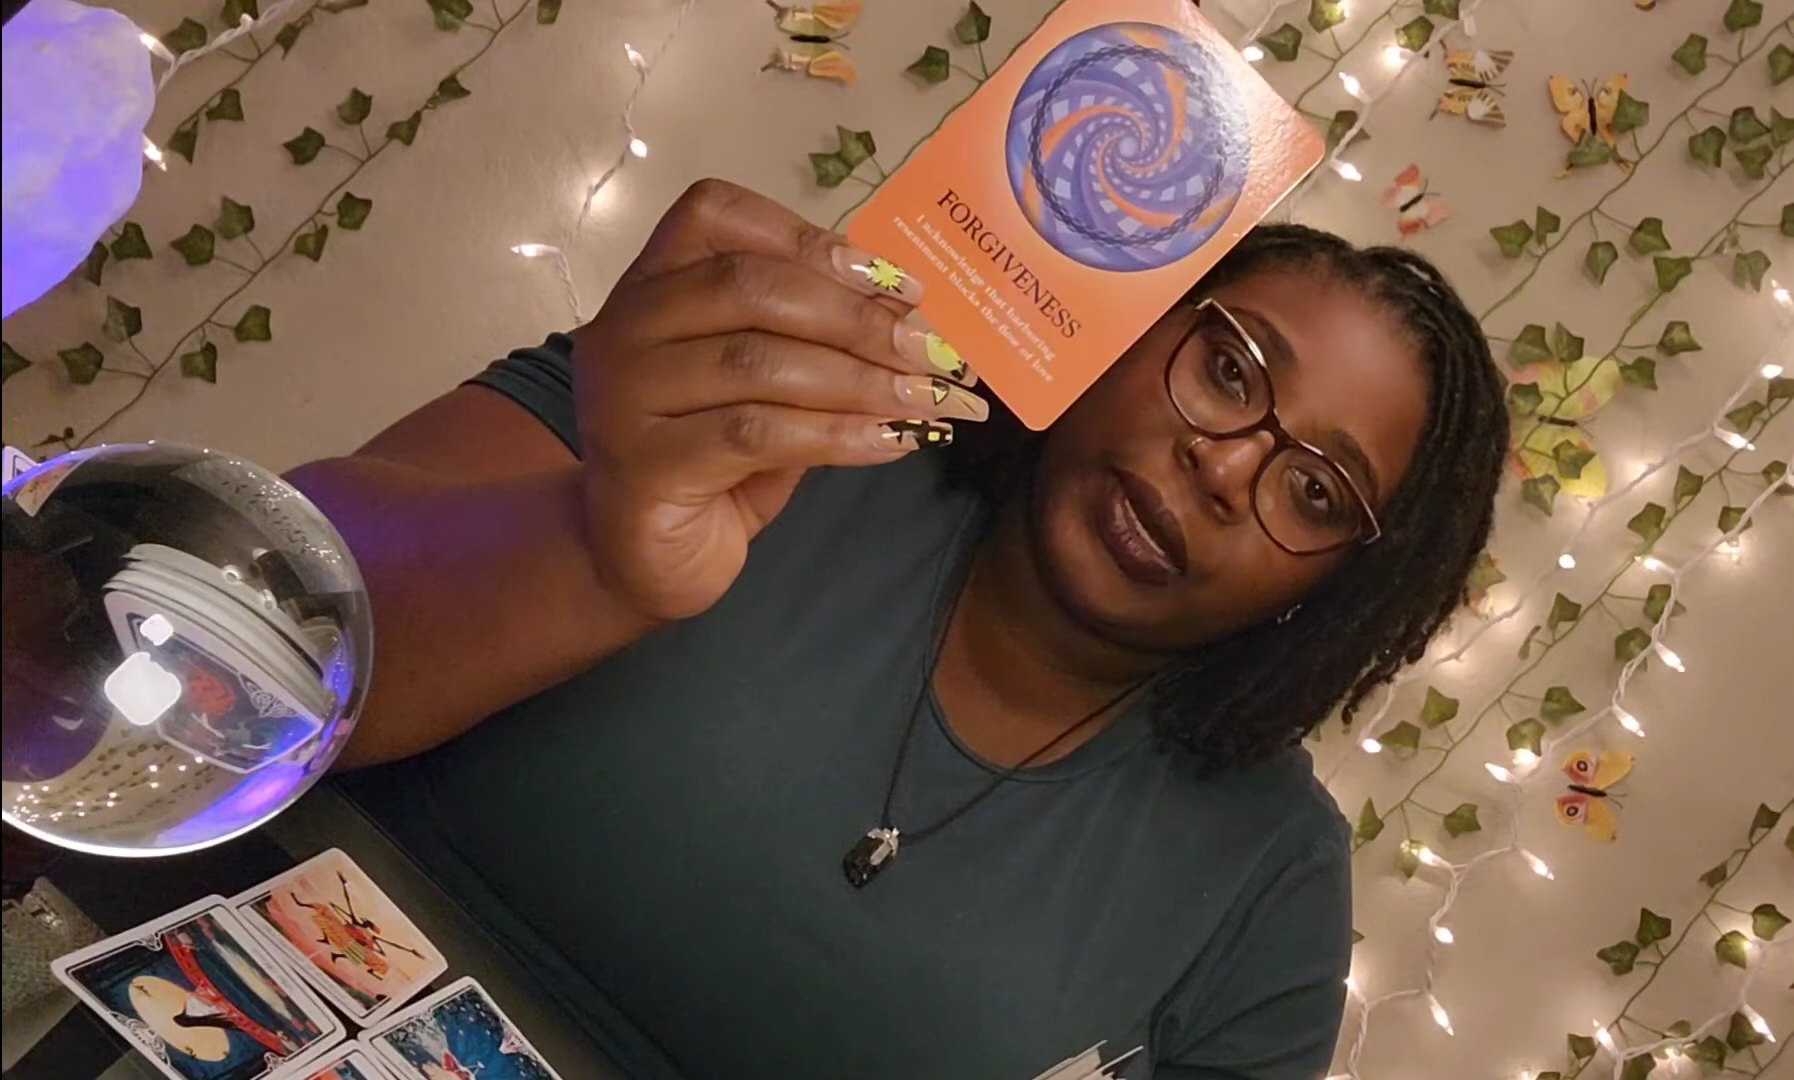 FORGIVENESS
I acknowledge that harboring
resentment blocks the flow of love